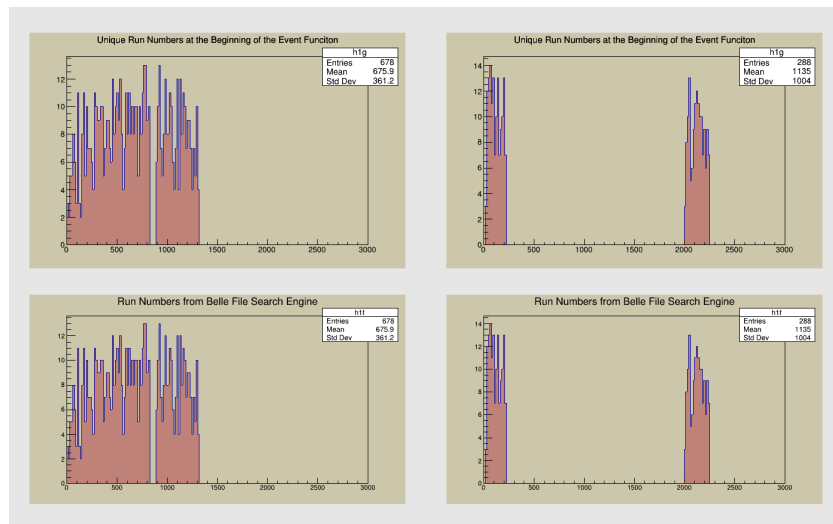 Unique Run Numbers at the Beginning of the Event Funciton
h1g
Entries 678
Mean 675.9
Std Dev 361.2
12
10
8
6
4
2
0
0 500 1000 1500 2000 2500 3000
Unique Run Numbers at the Beginning of the Event Funciton
h1g
Entries 288
Mean 1135
Std Dev 1004
14
12
10
8
6
4
2
0
0 500 1000 1500 2000 2500 3000
Run Numbers from Belle File Search Engine
h1f
Entries 678
Mean 675.9
Std Dev 361.2
12
10
8
6
4
2
0
0 500 1000 1500 2000 2500 3000
Run Numbers from Belle File Search Engine
h1f
Entries 288
Mean 1135
Std Dev 1004
14
12
10
8
6
4
2
0
0 500 1000 1500 2000 2500 3000